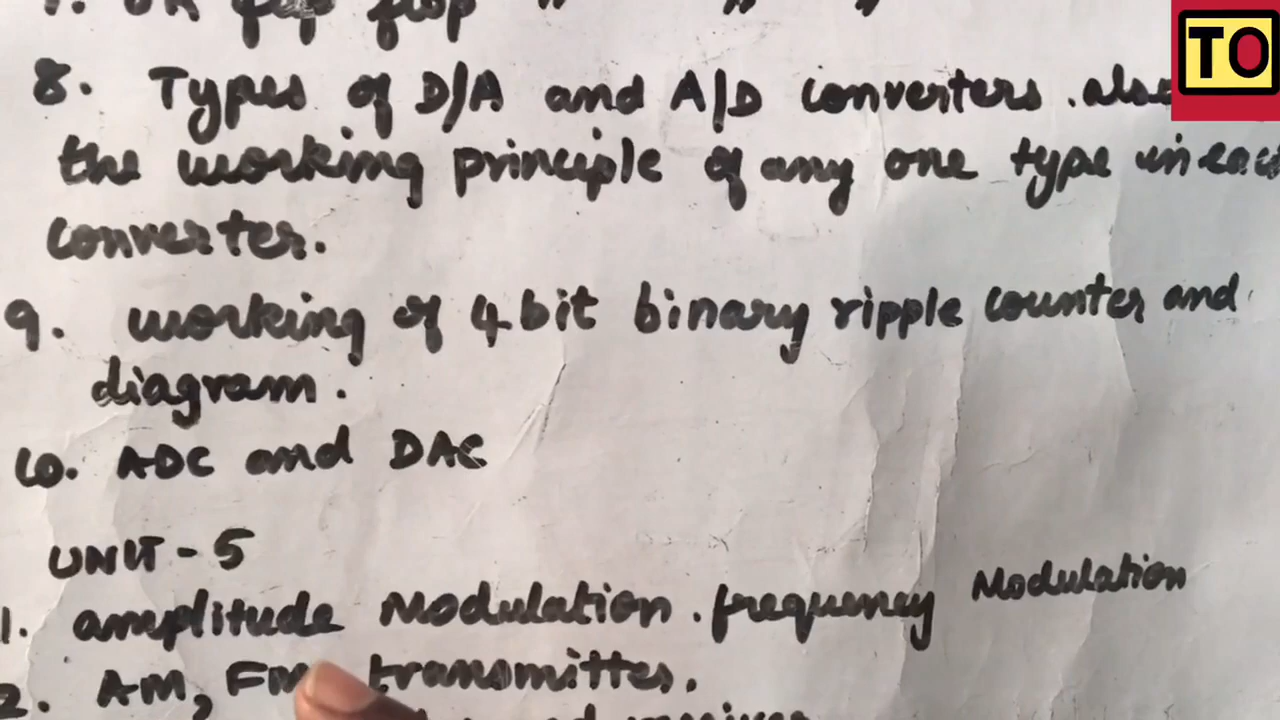 TO
8. Types of D/A and A/D converters. also
the working principle of any one type in each
converter.
9. working of 4 bit binary ripple counter and
diagram.
10. ADC and DAC
UNIT-5
1. amplitude Modulation. frequency Modulation
2. AM, FM transmitter.